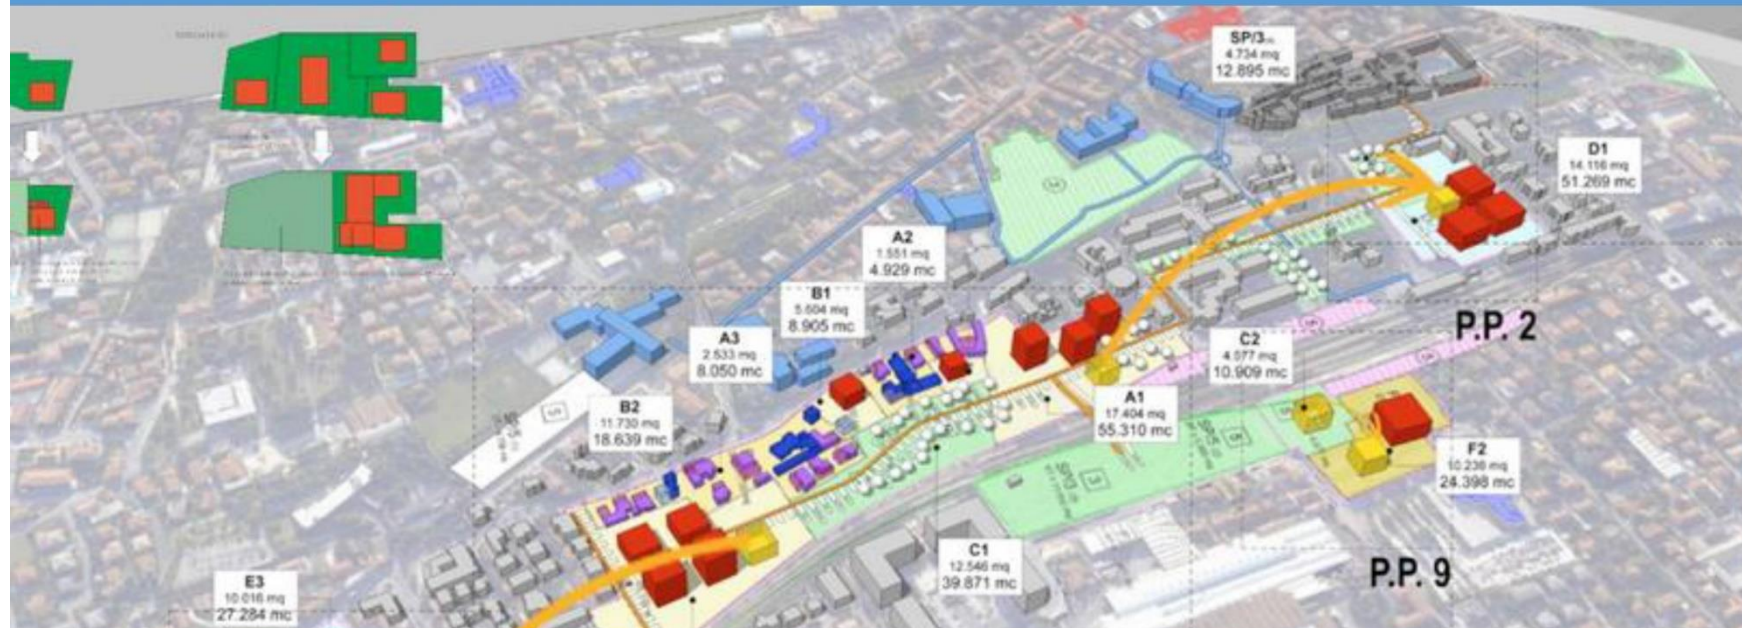 SP/3
4.734 mq
12.895 mc
D1
14.116 mq
51.269 mc
A2
1.551 mq
4.929 mc
B1
5.604 mq
8.905 mc
A3
2.533 mq
8.050 mc
C2
4.077 mq
10.909 mc
P.P. 2
B2
11.730 mq
18.639 mc
A1
17.404 mq
55.310 mc
F2
10.236 mq
24.398 mc
C1
12.546 mq
39.871 mc
P.P. 9
E3
10.016 mq
27.284 mc